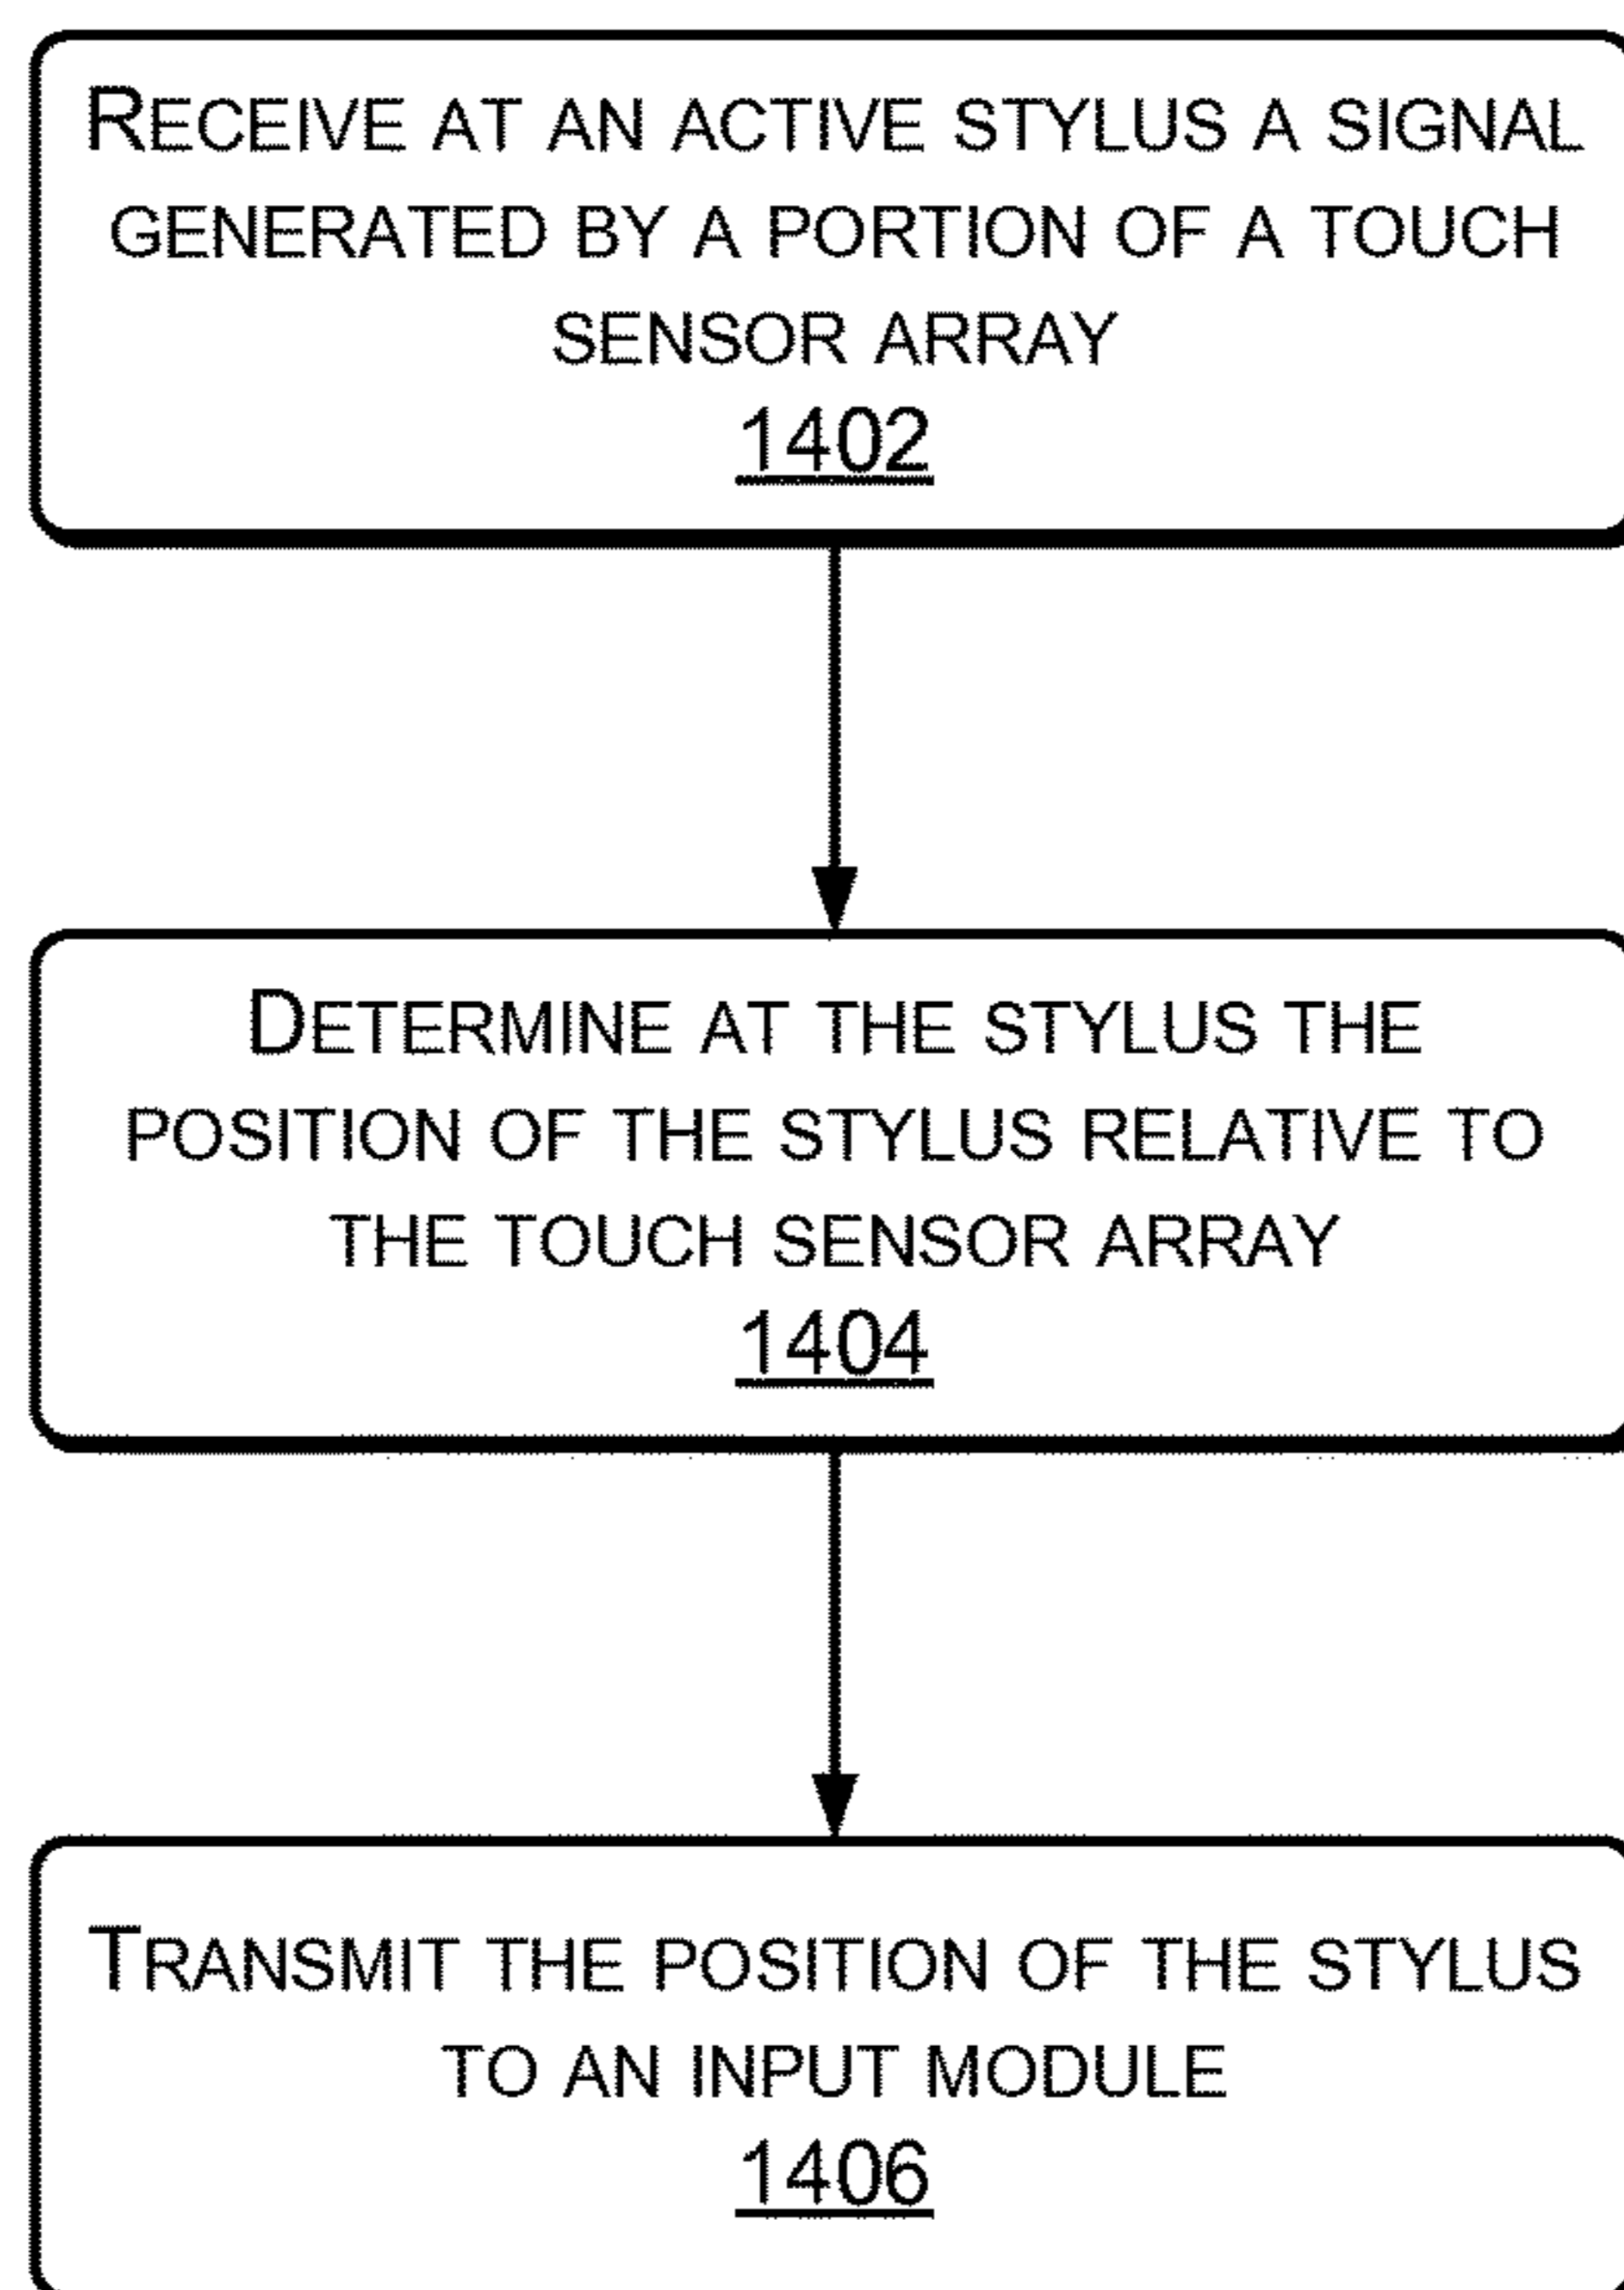 RECEIVE AT AN ACTIVE STYLUS A SIGNAL
GENERATED BY A PORTION OF A TOUCH
SENSOR ARRAY
1402
DETERMINE AT THE STYLUS THE
POSITION OF THE STYLUS RELATIVE TO
THE TOUCH SENSOR ARRAY
1404
TRANSMIT THE POSITION OF THE STYLUS
TO AN INPUT MODULE
1406